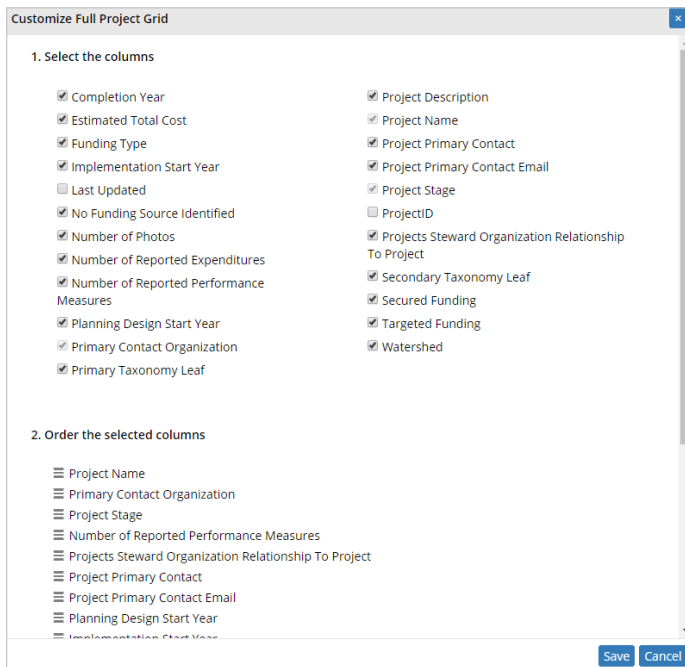 Customize Full Project Grid
×
1. Select the columns
Completion Year
Estimated Total Cost
Funding Type
Implementation Start Year
Last Updated
No Funding Source Identified
Number of Photos
Number of Reported Expenditures
Number of Reported Performance
Measures
Planning Design Start Year
Primary Contact Organization
Primary Taxonomy Leaf
Project Description
Project Name
Project Primary Contact
Project Primary Contact Email
Project Stage
ProjectID
Projects Steward Organization Relationship
To Project
Secondary Taxonomy Leaf
Secured Funding
Targeted Funding
Watershed
2. Order the selected columns
Project Name
Primary Contact Organization
Project Stage
Number of Reported Performance Measures
Projects Steward Organization Relationship To Project
Project Primary Contact
Project Primary Contact Email
Planning Design Start Year
Implementation Start Year
Save Cancel